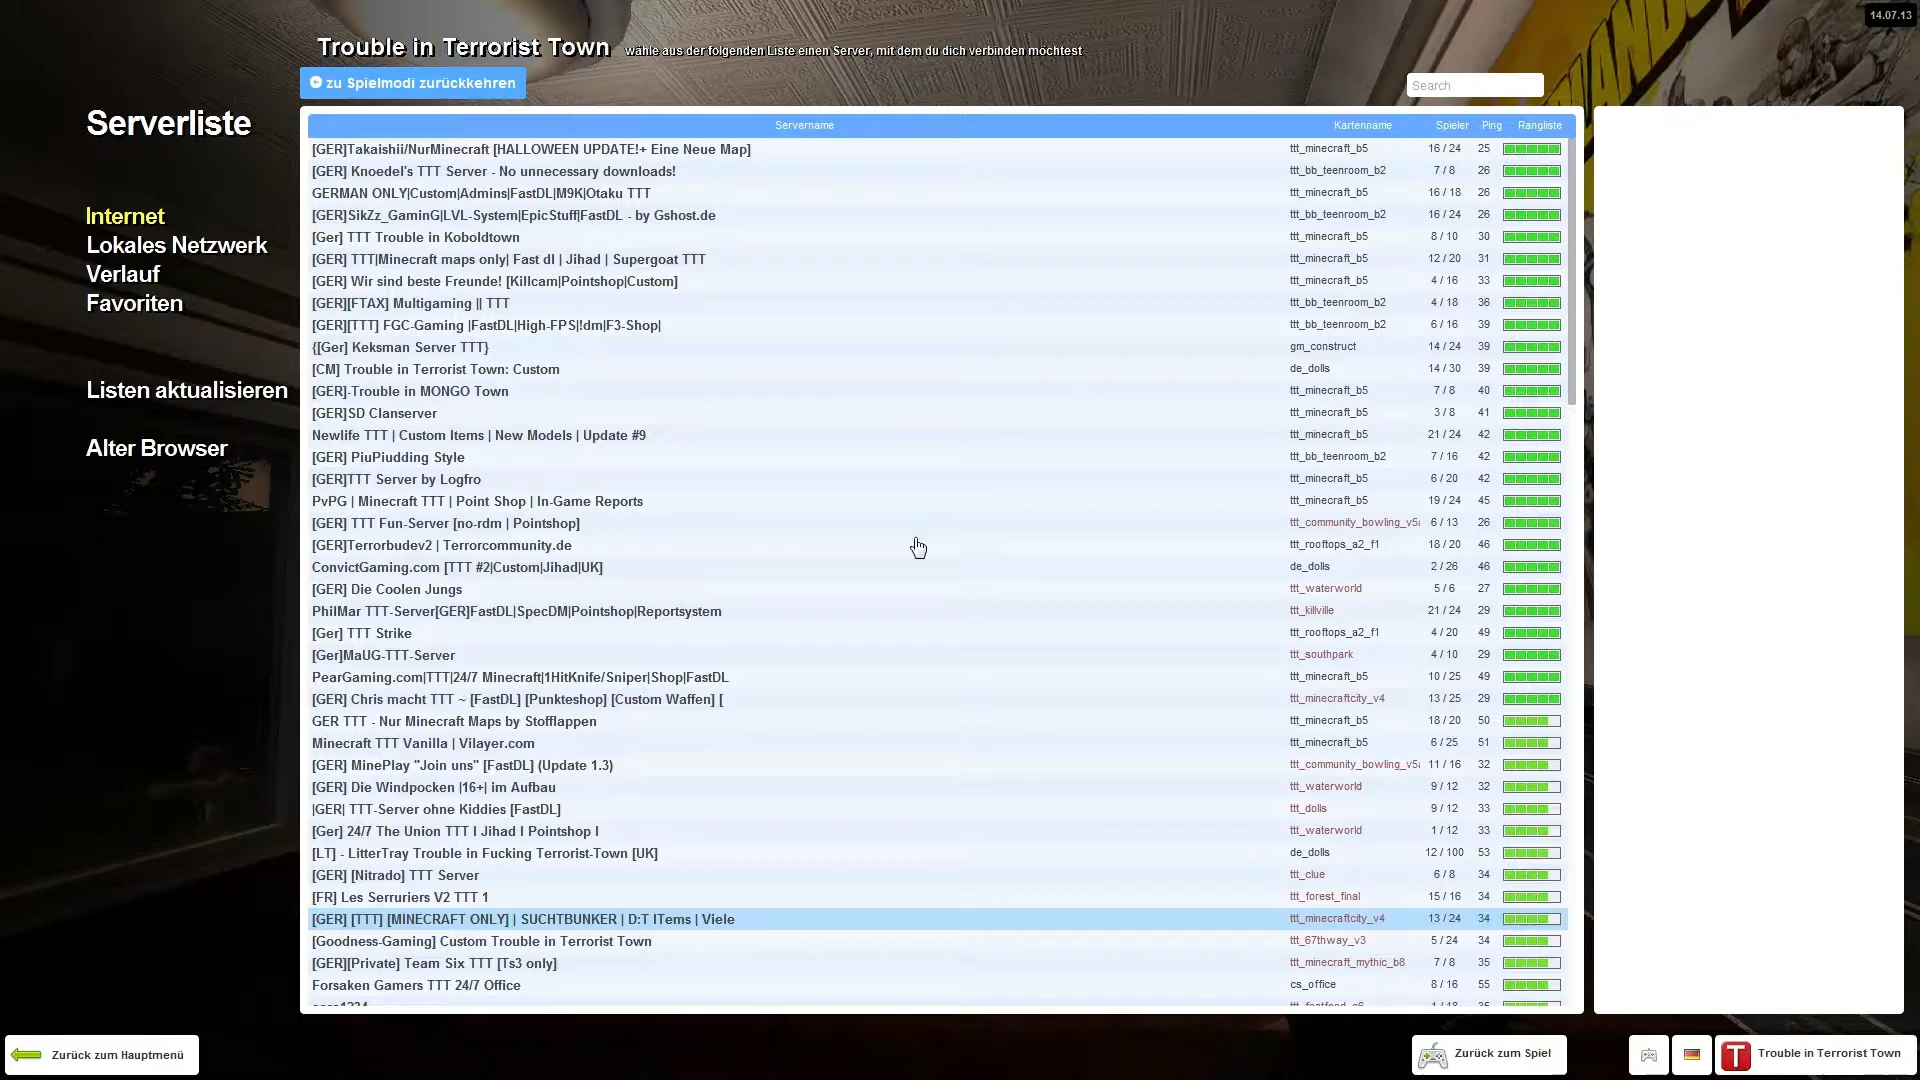 14.07.13
Trouble in Terrorist Town wähle aus der folgenden Liste einen Server, mit dem du dich verbinden möchtest
zu Spielmodi zurückkehren
Search
Serverliste
Internet
Lokales Netzwerk
Verlauf
Favoriten
Listen aktualisieren
Alter Browser
Servername Kartenname Spieler Ping Rangliste
[GER]Takaishii/NurMinecraft [HALLOWEEN UPDATE!+ Eine Neue Map] ttt_minecraft_b5 16 / 24 25
[GER] Knoedel's TTT Server - No unnecessary downloads! ttt_bb_teenroom_b2 7 / 8 26
GERMAN ONLY|Custom|Admins|FastDL|M9K|Otaku TTT ttt_minecraft_b5 16 / 18 26
[GER]SikZz_GaminG|LVL-System|EpicStuff|FastDL - by Gshost.de ttt_bb_teenroom_b2 16 / 24 26
[Ger] TTT Trouble in Koboldtown ttt_minecraft_b5 8 / 10 30
[GER] TTT|Minecraft maps only| Fast dl | Jihad | Supergoat TTT ttt_minecraft_b5 12 / 20 31
[GER] Wir sind beste Freunde! [Killcam|Pointshop|Custom] ttt_minecraft_b5 4 / 16 33
[GER][FTAX] Multigaming || TTT ttt_bb_teenroom_b2 4 / 18 36
[GER][TTT] FGC-Gaming |FastDL|High-FPS|!dm|F3-Shop| ttt_bb_teenroom_b2 6 / 16 39
{[Ger] Keksman Server TTT} gm_construct 14 / 24 39
[CM] Trouble in Terrorist Town: Custom de_dolls 14 / 30 39
[GER]-Trouble in MONGO Town ttt_minecraft_b5 7 / 8 40
[GER]SD Clanserver ttt_minecraft_b5 3 / 8 41
Newlife TTT | Custom Items | New Models | Update #9 ttt_minecraft_b5 21 / 24 42
[GER] PiuPiudding Style ttt_bb_teenroom_b2 7 / 16 42
[GER]TTT Server by Logfro ttt_minecraft_b5 6 / 20 42
PvPG | Minecraft TTT | Point Shop | In-Game Reports ttt_minecraft_b5 19 / 24 45
[GER] TTT Fun-Server [no-rdm | Pointshop] ttt_community_bowling_v5a 6 / 13 26
[GER]Terrorbudev2 | Terrorcommunity.de ttt_rooftops_a2_f1 18 / 20 46
ConvictGaming.com [TTT #2|Custom|Jihad|UK] de_dolls 2 / 26 46
[GER] Die Coolen Jungs ttt_waterworld 5 / 6 27
PhilMar TTT-Server[GER]FastDL|SpecDM|Pointshop|Reportsystem ttt_killville 21 / 24 29
[Ger] TTT Strike ttt_rooftops_a2_f1 4 / 20 49
[Ger]MaUG-TTT-Server ttt_southpark 4 / 10 29
PearGaming.com|TTT|24/7 Minecraft|1HitKnife/Sniper|Shop|FastDL ttt_minecraft_b5 10 / 25 49
[GER] Chris macht TTT ~ [FastDL] [Punkteshop] [Custom Waffen] [ ttt_minecraftcity_v4 13 / 25 29
GER TTT - Nur Minecraft Maps by Stofflappen ttt_minecraft_b5 18 / 20 50
Minecraft TTT Vanilla | Vilayer.com ttt_minecraft_b5 6 / 25 51
[GER] MinePlay "Join uns" [FastDL] (Update 1.3) ttt_community_bowling_v5a 11 / 16 32
[GER] Die Windpocken |16+| im Aufbau ttt_waterworld 9 / 12 32
|GER| TTT-Server ohne Kiddies [FastDL] ttt_dolls 9 / 12 33
[Ger] 24/7 The Union TTT I Jihad I Pointshop I ttt_waterworld 1 / 12 33
[LT] - LitterTray Trouble in Fucking Terrorist-Town [UK] de_dolls 12 / 100 53
[GER] [Nitrado] TTT Server ttt_clue 6 / 8 34
[FR] Les Serruriers V2 TTT 1 ttt_forest_final 15 / 16 34
[GER] [TTT] [MINECRAFT ONLY] | SUCHTBUNKER | D:T ITems | Viele ttt_minecraftcity_v4 13 / 24 34
[Goodness-Gaming] Custom Trouble in Terrorist Town ttt_67thway_v3 5 / 24 34
[GER][Private] Team Six TTT [Ts3 only] ttt_minecraft_mythic_b8 7 / 8 35
Forsaken Gamers TTT 24/7 Office cs_office 8 / 16 55
Zurück zum Hauptmenü
Zurück zum Spiel
Trouble in Terrorist Town